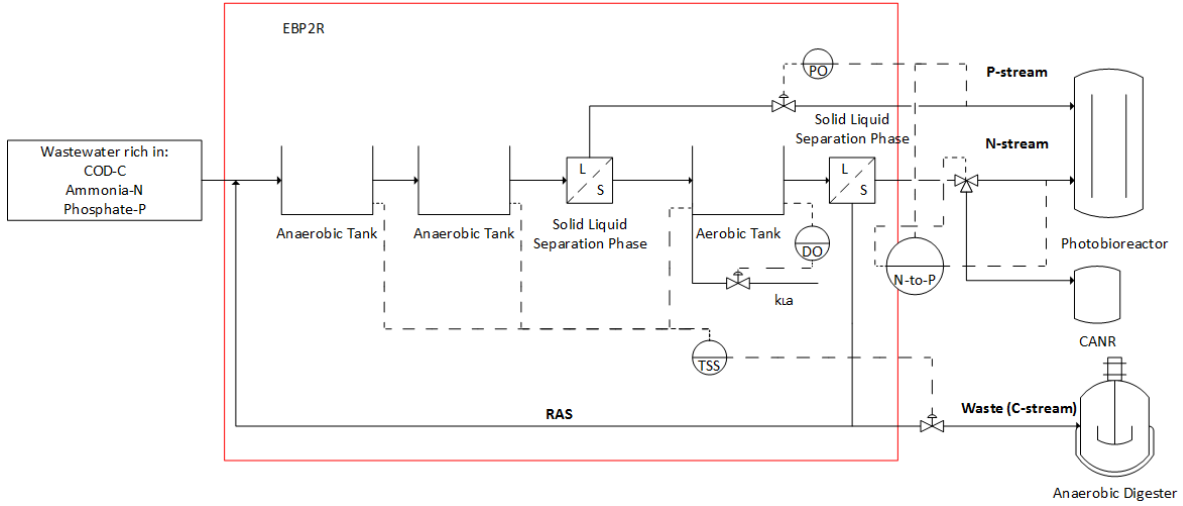 EBP2R
PO
P-stream
Solid Liquid
Separation Phase
Wastewater rich in:
COD-C
Ammonia-N
Phosphate-P
L
S
L
S
N-stream
Anaerobic Tank
Anaerobic Tank
Solid Liquid
Separation Phase
Aerobic Tank
DO
Photobioreactor
N-to-P
kLa
CANR
TSS
RAS
Waste (C-stream)
Anaerobic Digester